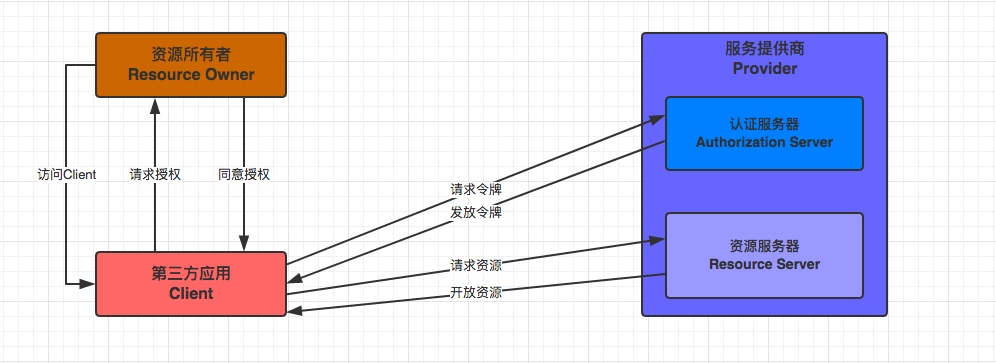 资源所有者
Resource Owner
服务提供商
Provider
认证服务器
Authorization Server
访问Client
请求授权
同意授权
请求令牌
发放令牌
资源服务器
Resource Server
第三方应用
Client
请求资源
开放资源